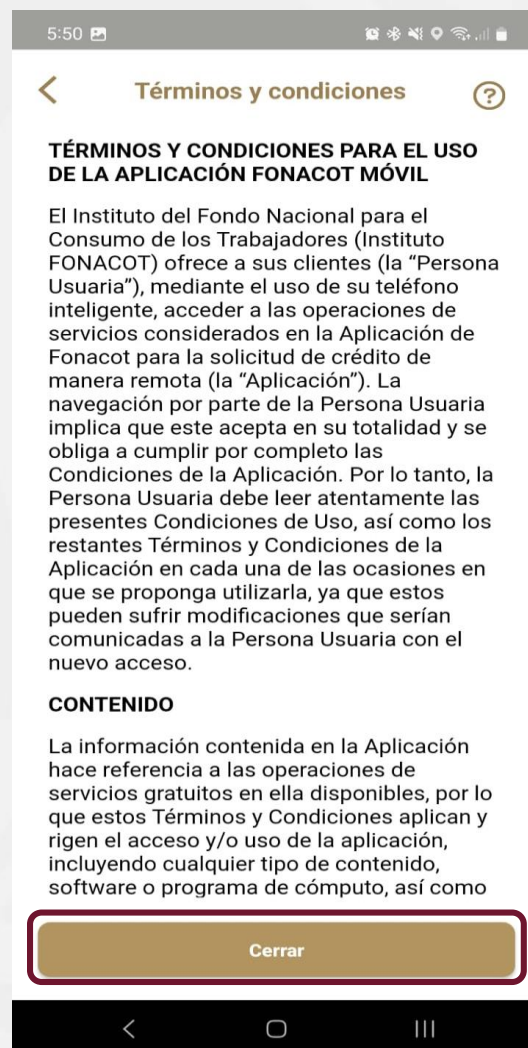 5:50
Términos y condiciones
?
TÉRMINOS Y CONDICIONES PARA EL USO
DE LA APLICACIÓN FONACOT MÓVIL
El Instituto del Fondo Nacional para el
Consumo de los Trabajadores (Instituto
FONACOT) ofrece a sus clientes (la “Persona
Usuaria”), mediante el uso de su teléfono
inteligente, acceder a las operaciones de
servicios considerados en la Aplicación de
Fonacot para la solicitud de crédito de
manera remota (la “Aplicación”). La
navegación por parte de la Persona Usuaria
implica que este acepta en su totalidad y se
obliga a cumplir por completo las
Condiciones de la Aplicación. Por lo tanto, la
Persona Usuaria debe leer atentamente las
presentes Condiciones de Uso, así como los
restantes Términos y Condiciones de la
Aplicación en cada una de las ocasiones en
que se proponga utilizarla, ya que estos
pueden sufrir modificaciones que serían
comunicadas a la Persona Usuaria con el
nuevo acceso.
CONTENIDO
La información contenida en la Aplicación
hace referencia a las operaciones de
servicios gratuitos en ella disponibles, por lo
que estos Términos y Condiciones aplican y
rigen el acceso y/o uso de la aplicación,
incluyendo cualquier tipo de contenido,
software o programa de cómputo, así como
Cerrar